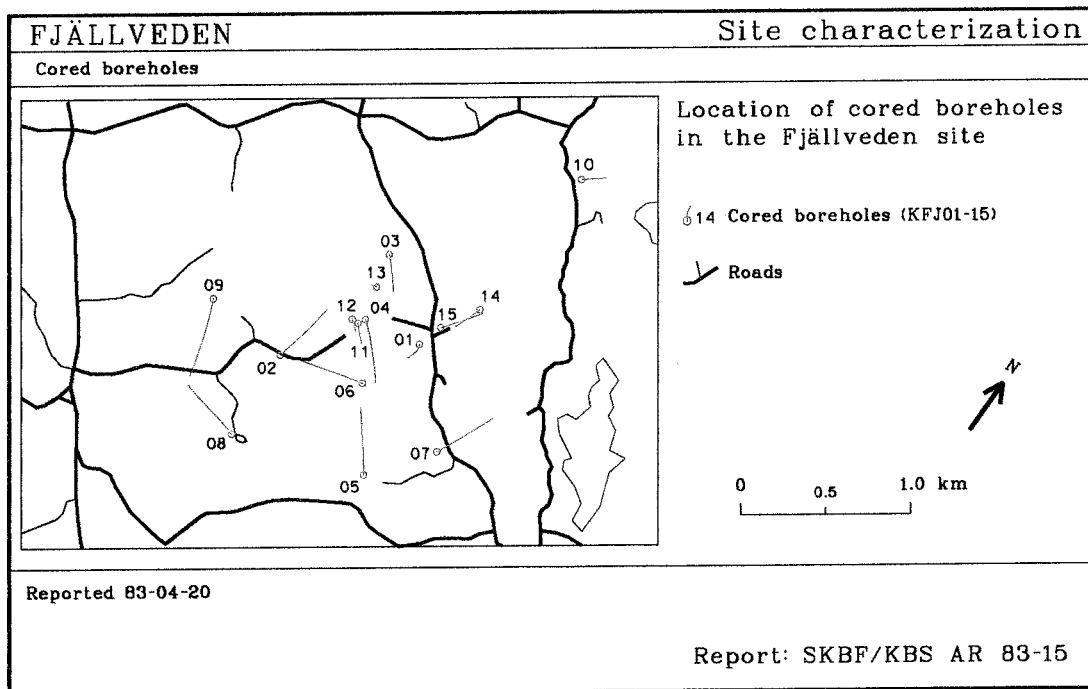 FJÄLLVEDEN
Site characterization
Cored boreholes
Location of cored boreholes
in the Fjällveden site
14 Cored boreholes (KFJ01-15)
Roads
10
03
13
09
12
04
14
15
01
11
02
06
08
07
05
N
0
0.5
1.0 km
Reported 83-04-20
Report: SKBF/KBS AR 83-15